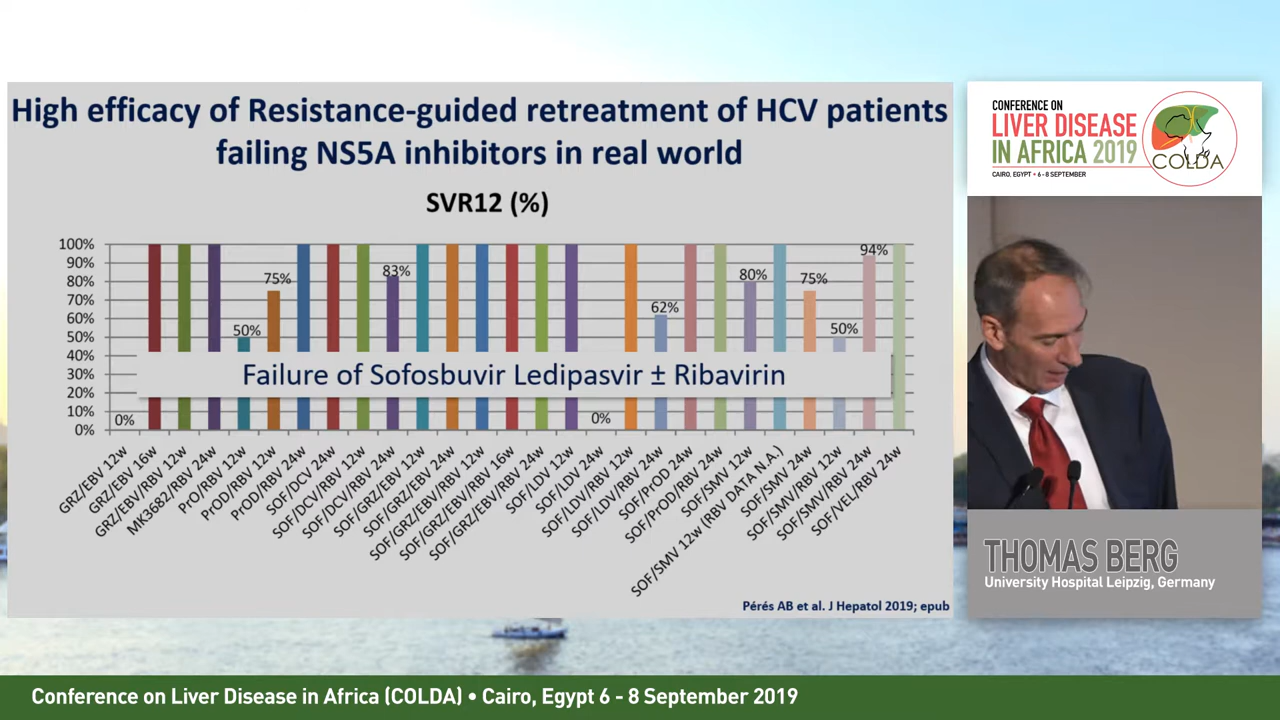 High efficacy of Resistance-guided retreatment of HCV patients
failing NS5A inhibitors in real world
SVR12 (%)
100%
90%
80%
70%
60%
50%
40%
30%
20%
10%
0%
0%
50%
75%
83%
0%
62%
80%
75%
50%
94%
Failure of Sofosbuvir Ledipasvir ± Ribavirin
GRZ/EBV 12w
GRZ/EBV 16w
GRZ/EBV/RBV 12w
MK3682/RBV 24w
PrO/RBV 12w
PrOD/RBV 12w
PrOD/RBV 24w
SOF/DCV 24w
SOF/DCV/RBV 12w
SOF/DCV/RBV 24w
SOF/GRZ/EBV 12w
SOF/GRZ/EBV 24w
SOF/GRZ/EBV/RBV 12w
SOF/GRZ/EBV/RBV 16w
SOF/GRZ/EBV/RBV 24w
SOF/LDV 12w
SOF/LDV 24w
SOF/LDV/RBV 12w
SOF/LDV/RBV 24w
SOF/PrOD 24w
SOF/PrOD/RBV 24w
SOF/SMV 12w
SOF/SMV 12w (RBV DATA N.A.)
SOF/SMV 24w
SOF/SMV/RBV 12w
SOF/SMV/RBV 24w
SOF/VEL/RBV 24w
Pérés AB et al. J Hepatol 2019; epub
CONFERENCE ON
LIVER DISEASE
IN AFRICA 2019
CAIRO, EGYPT • 6 - 8 SEPTEMBER
COLDA
THOMAS BERG
University Hospital Leipzig, Germany
Conference on Liver Disease in Africa (COLDA) • Cairo, Egypt 6 - 8 September 2019